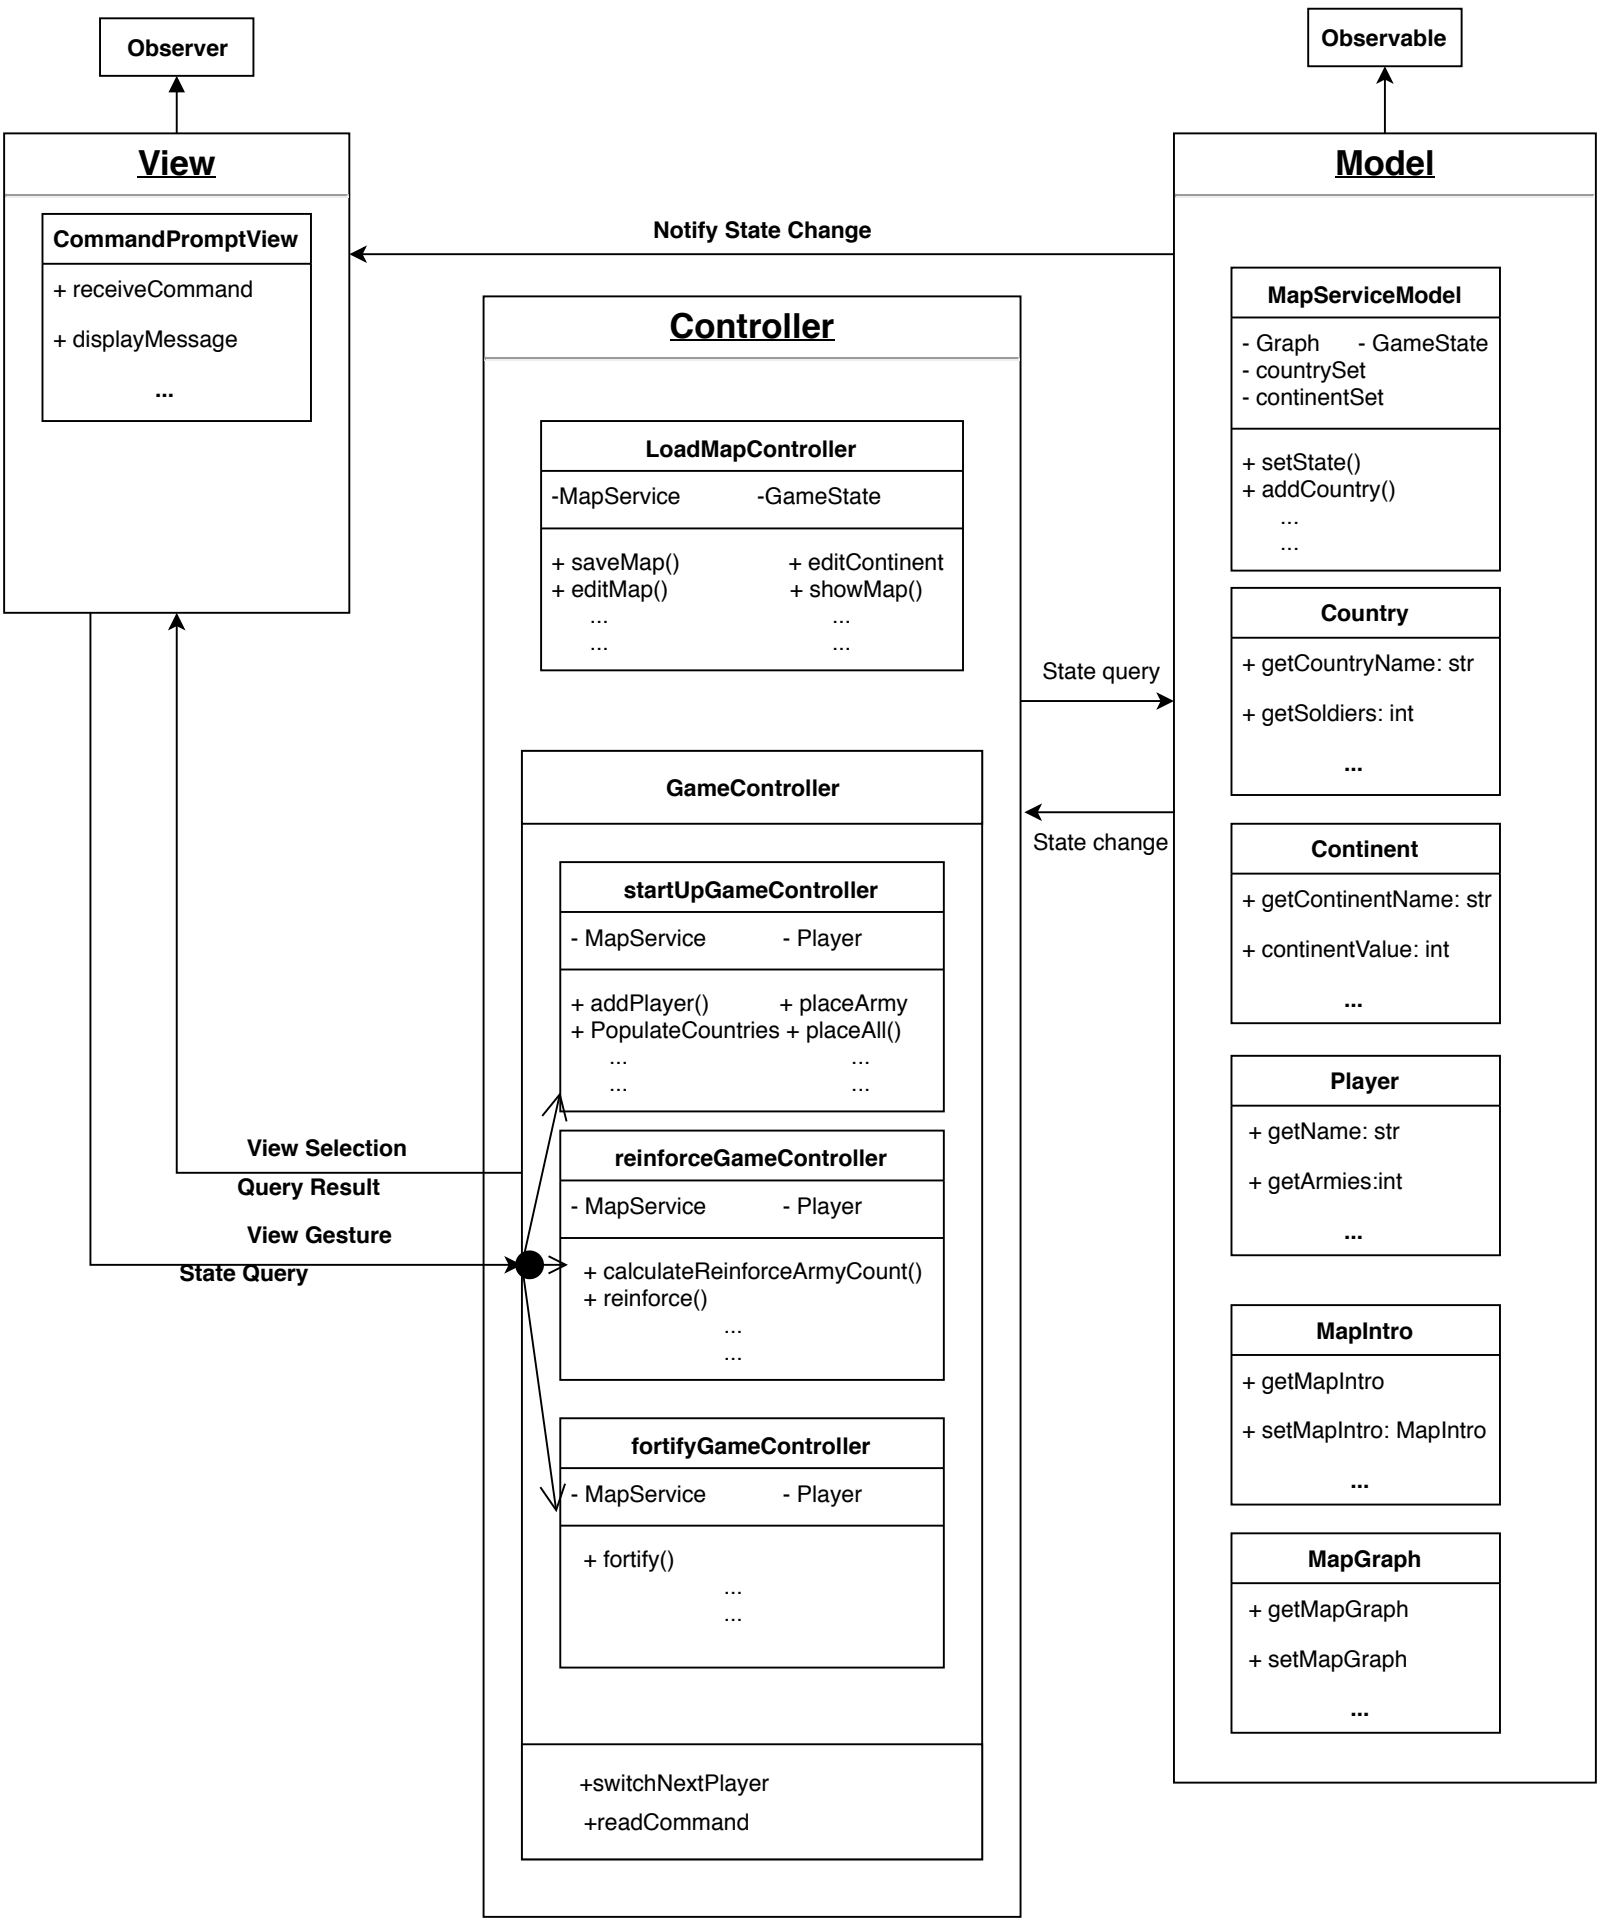 Observer
View
CommandPromptView
+ receiveCommand
+ displayMessage
...
Notify State Change
Observable
Model
MapServiceModel
- Graph - GameState
- countrySet
- continentSet
+ setState()
+ addCountry()
...
...
Country
+ getCountryName: str
+ getSoldiers: int
...
Continent
+ getContinentName: str
+ continentValue: int
...
Player
+ getName: str
+ getArmies:int
...
MapIntro
+ getMapIntro
+ setMapIntro: MapIntro
...
MapGraph
+ getMapGraph
+ setMapGraph
...
Controller
LoadMapController
-MapService -GameState
+ saveMap() + editContinent
+ editMap() + showMap()
... ...
... ...
State query
State change
GameController
startUpGameController
- MapService - Player
+ addPlayer() + placeArmy
+ PopulateCountries + placeAll()
... ...
... ...
reinforceGameController
- MapService - Player
+ calculateReinforceArmyCount()
+ reinforce()
...
...
fortifyGameController
- MapService - Player
+ fortify()
...
...
+switchNextPlayer
+readCommand
View Selection
Query Result
View Gesture
State Query